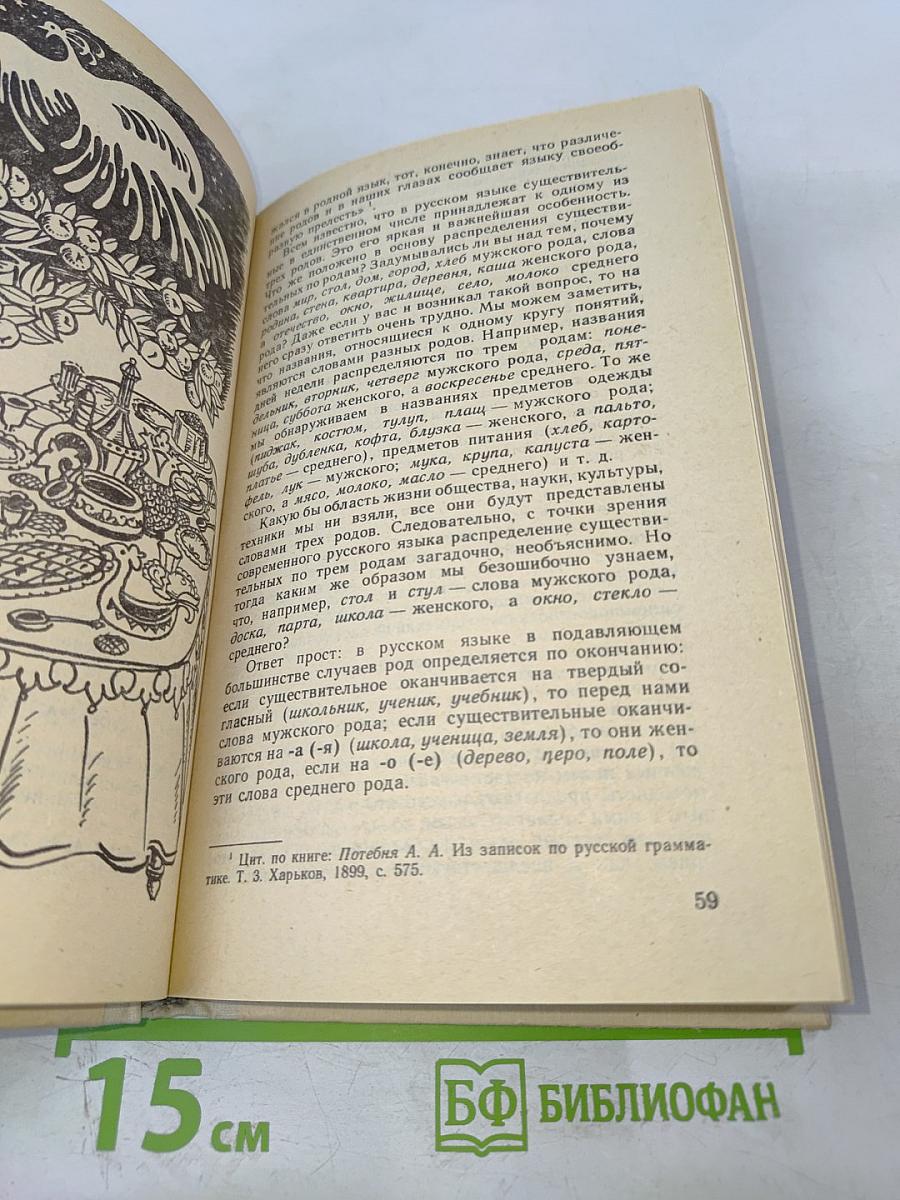 жался в родной язык, тот, конечно, знает, что различе-
ние родов и в наших глазах сообщает языку своеоб-
разную прелесть» ¹.
Всем известно, что в русском языке существитель-
ные в единственном числе принадлежат к одному из
трех родов. Это его яркая и важнейшая особенность.
Что же положено в основу распределения существи-
тельных по родам? Задумывались ли вы над тем, почему
слова мир, стол, дом, город, хлеб мужского рода, слова
родина, стена, квартира, деревня, каша женского рода,
а отечество, окно, жилище, село, молоко среднего
рода? Даже если у вас и возникал такой вопрос, то на
него сразу ответить очень трудно. Мы можем заметить,
что названия, относящиеся к одному кругу понятий,
являются словами разных родов. Например, названия
дней недели распределяются по трем родам: поне-
дельник, вторник, четверг мужского рода, среда, пят-
ница, суббота женского, а воскресенье среднего. То же
мы обнаруживаем в названиях предметов одежды
(пиджак, костюм, тулуп, плащ — мужского рода;
шуба, дубленка, кофта, блузка — женского, а пальто,
платье — среднего), предметов питания (хлеб, карто-
фель, лук — мужского; мука, крупа, капуста — жен-
ского, а мясо, молоко, масло — среднего) и т. д.
Какую бы область жизни общества, науки, культуры,
техники мы ни взяли, все они будут представлены
словами трех родов. Следовательно, с точки зрения
современного русского языка распределение существи-
тельных по трем родам загадочно, необъяснимо. Но
тогда каким же образом мы безошибочно узнаем,
что, например, стол и стул — слова мужского рода,
доска, парта, школа — женского, а окно, стекло —
среднего?
Ответ прост: в русском языке в подавляющем
большинстве случаев род определяется по окончанию:
если существительное оканчивается на твердый со-
гласный (школьник, ученик, учебник), то перед нами
слова мужского рода; если существительные оканчи-
ваются на -а (-я) (школа, ученица, земля), то они жен-
ского рода, если на -о (-е) (дерево, перо, поле), то
эти слова среднего рода.
¹ Цит. по книге: Потебня А. А. Из записок по русской грамма-
тике. Т. 3. Харьков, 1899, с. 575.
59
15 см
БФ БИБЛИОФАН